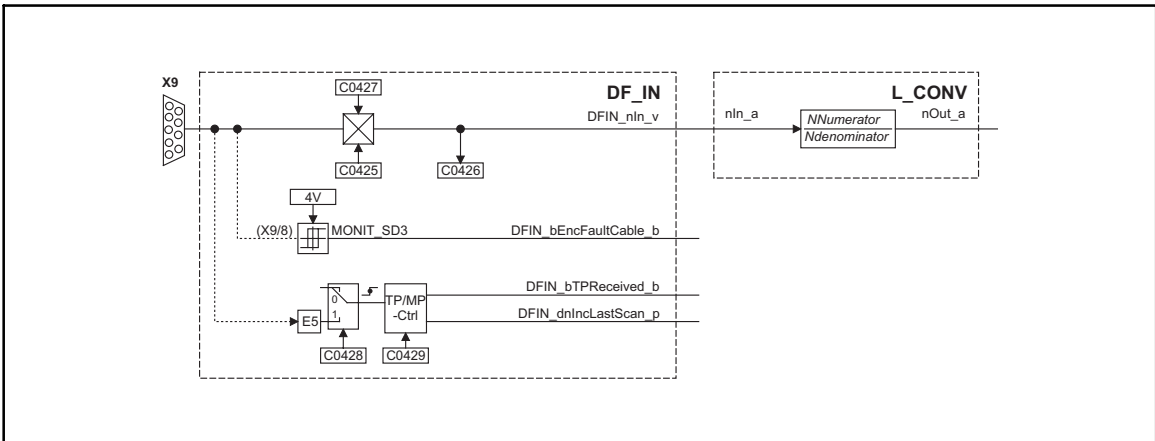 X9
C0427
DF_IN
L_CONV
DFIN_nIn_v
nIn_a
NNumerator
Ndenominator
nOut_a
C0425
C0426
4V
(X9/8)
MONIT_SD3
DFIN_bEncFaultCable_b
DFIN_bTPReceived_b
0
1
E5
TP/MP
-Ctrl
DFIN_dnIncLastScan_p
C0428
C0429